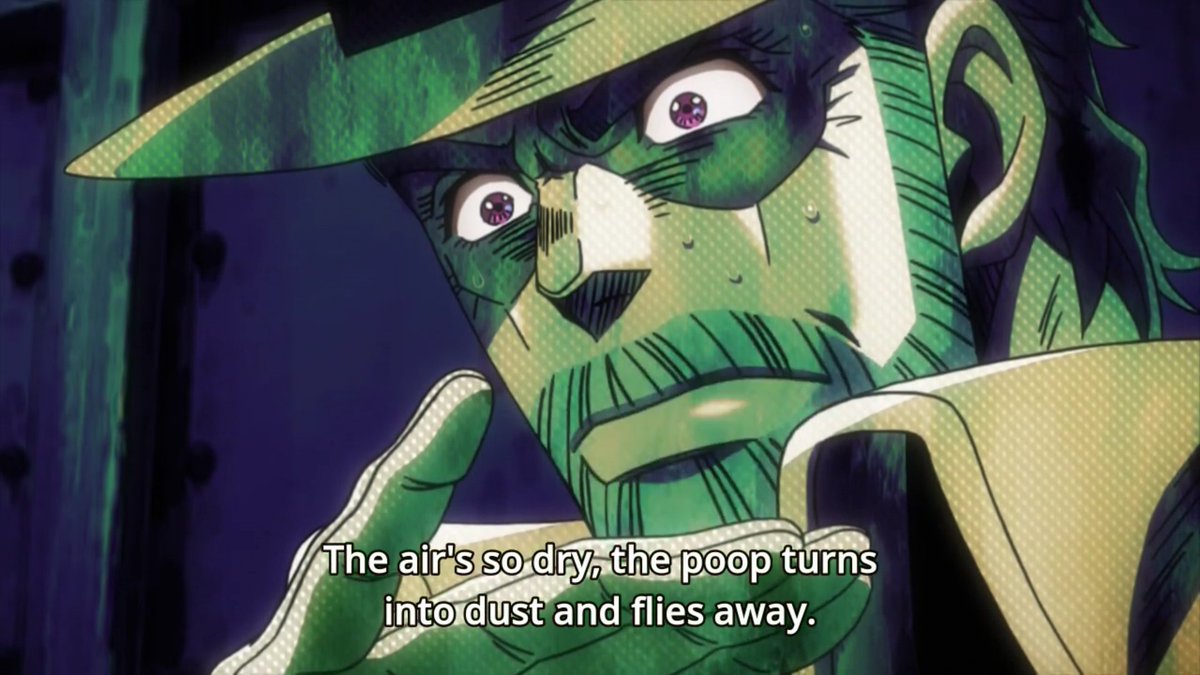 The air's so dry, the poop turns
into dust and flies away.